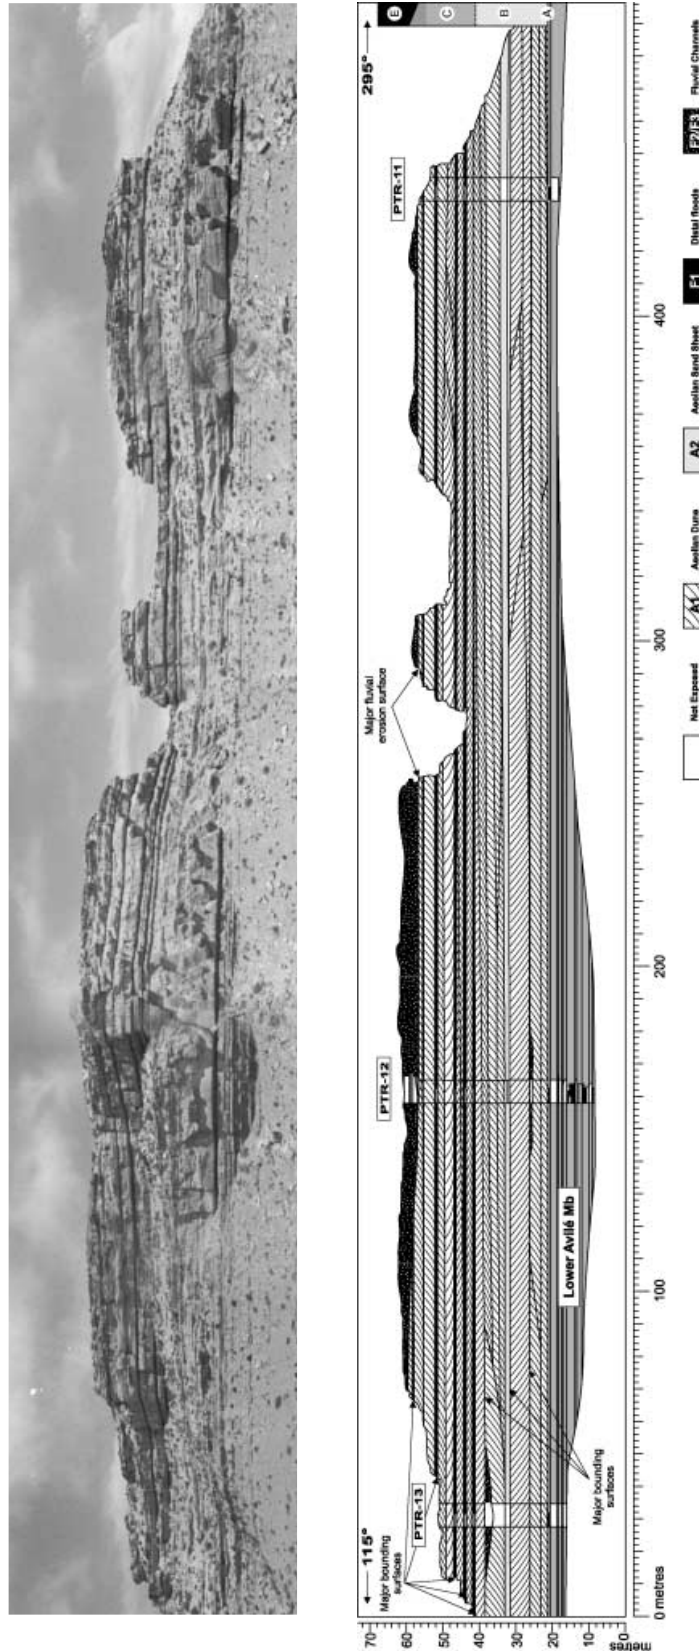 115°
295°
PTR-13
PTR-12
PTR-11
Major bounding
surfaces
Major fluvial
erosion surface
Major bounding
surfaces
Lower Avilé Mb
E
C
B
A
70
60
50
40
30
20
10
metres
0 metres
100
200
300
400
Not Exposed
A1
Aeolian Dune
A2
Aeolian Sand Sheet
F1
Distal floods
F2/F3
Fluvial Channels